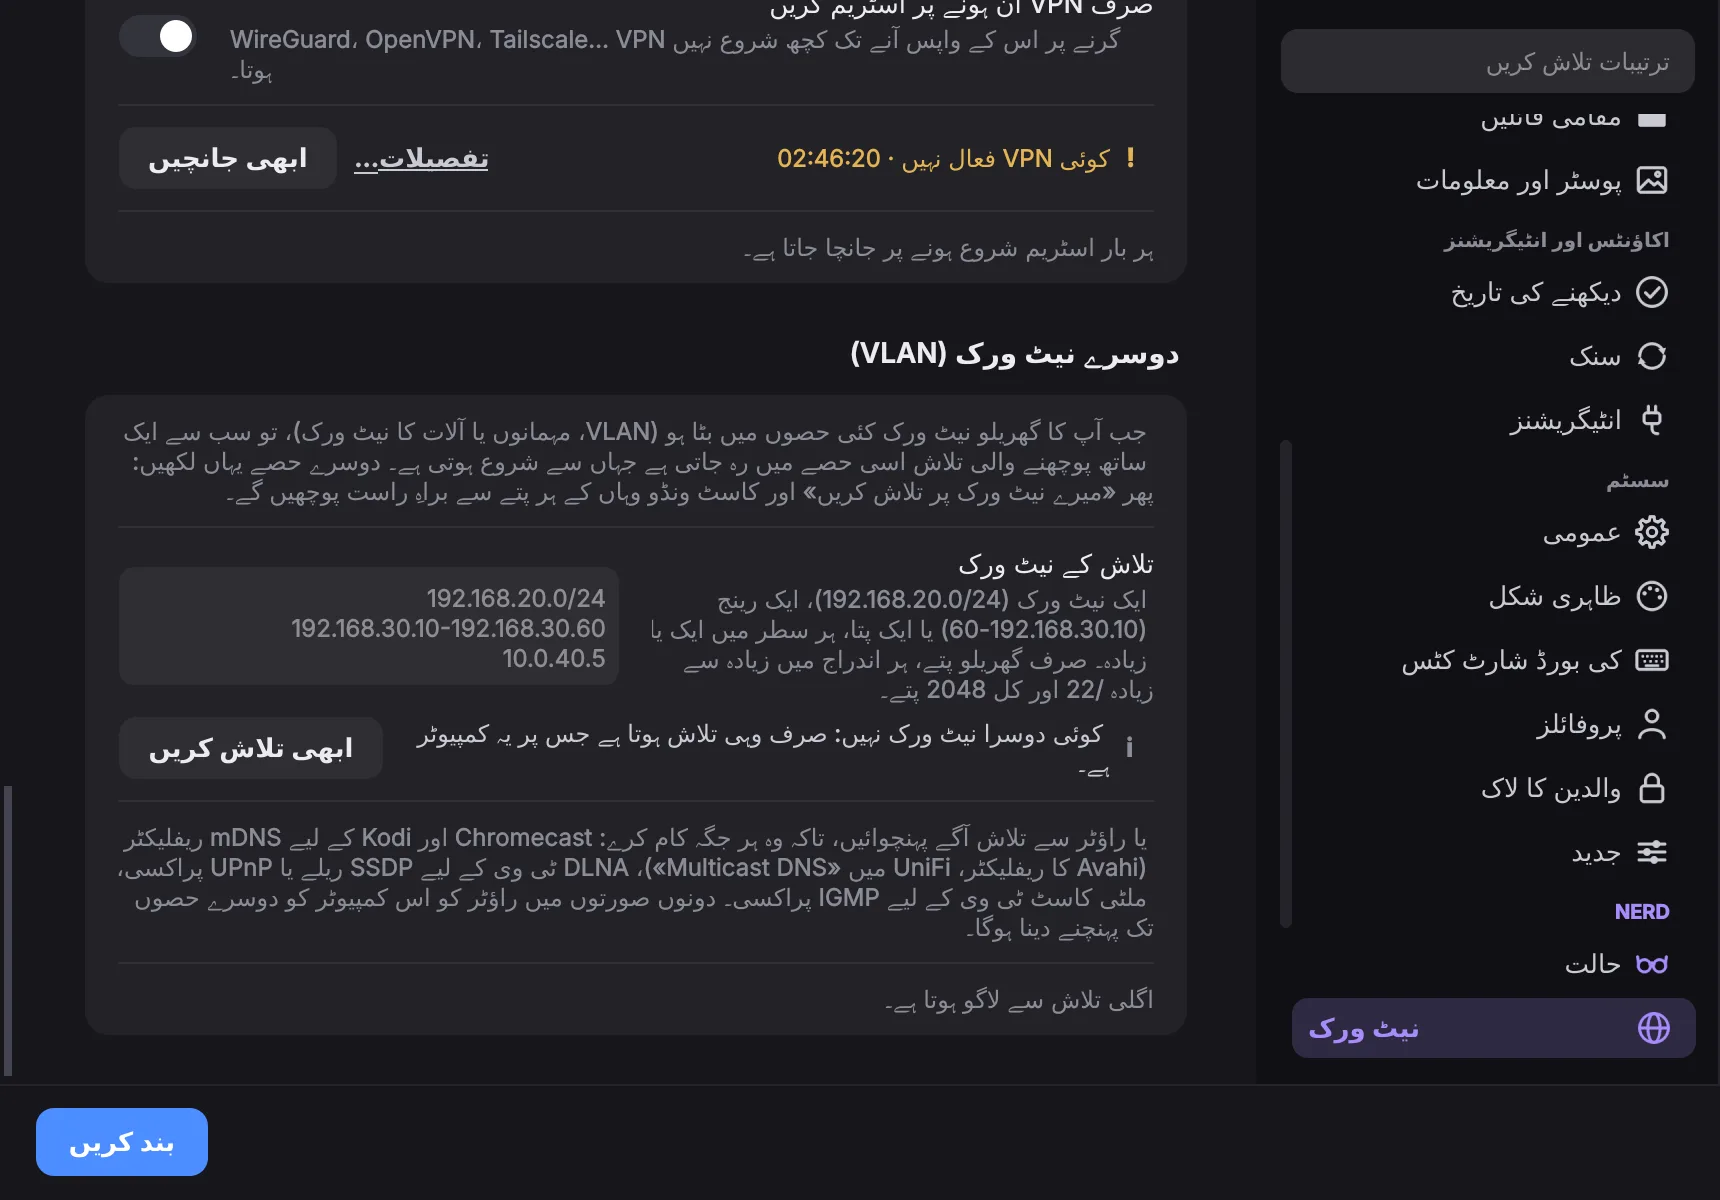 ترتیبات تلاش کریں
مقامی فائلیں
پوسٹر اور معلومات
اکاؤنٹس اور انٹیگریشنز
دیکھنے کی تاریخ
سنک
انٹیگریشنز
سسٹم
عمومی
ظاہری شکل
کی بورڈ شارٹ کٹس
پروفائلز
والدین کا لاک
جدید
NERD
حالت
نیٹ ورک
صرف VPN آن ہونے پر اسٹریم کریں
WireGuard، OpenVPN، Tailscale… VPN گرنے پر اس کے واپس آنے تک کچھ شروع نہیں
ہوتا۔
! کوئی VPN فعال نہیں · 02:46:20
تفصیلات...
ابھی جانچیں
ہر بار اسٹریم شروع ہونے پر جانچا جاتا ہے۔
دوسرے نیٹ ورک (VLAN)
جب آپ کا گھریلو نیٹ ورک کئی حصوں میں بٹا ہو (VLAN، مہمانوں یا آلات کا نیٹ ورک)، تو سب سے ایک
ساتھ پوچھنے والی تلاش اسی حصے میں رہ جاتی ہے جہاں سے شروع ہوتی ہے۔ دوسرے حصے یہاں لکھیں:
پھر «میرے نیٹ ورک پر تلاش کریں» اور کاسٹ ونڈو وہاں کے ہر پتے سے براہِ راست پوچھیں گے۔
تلاش کے نیٹ ورک
ایک نیٹ ورک (192.168.20.0/24)، ایک رینج
(192.168.30.10-60) یا ایک پتا، ہر سطر میں ایک یا
زیادہ۔ صرف گھریلو پتے، ہر اندراج میں زیادہ سے
زیادہ /22 اور کل 2048 پتے۔
192.168.20.0/24
192.168.30.10-192.168.30.60
10.0.40.5
کوئی دوسرا نیٹ ورک نہیں: صرف وہی تلاش ہوتا ہے جس پر یہ کمپیوٹر
ہے۔
ابھی تلاش کریں
یا راؤٹر سے تلاش آگے پہنچوائیں، تاکہ وہ ہر جگہ کام کرے: Chromecast اور Kodi کے لیے mDNS ریفلیکٹر
(Avahi کا ریفلیکٹر، UniFi میں «Multicast DNS»)، DLNA ٹی وی کے لیے SSDP ریلے یا UPnP پراکسی،
ملٹی کاسٹ ٹی وی کے لیے IGMP پراکسی۔ دونوں صورتوں میں راؤٹر کو اس کمپیوٹر کو دوسرے حصوں
تک پہنچنے دینا ہوگا۔
اگلی تلاش سے لاگو ہوتا ہے۔
بند کریں